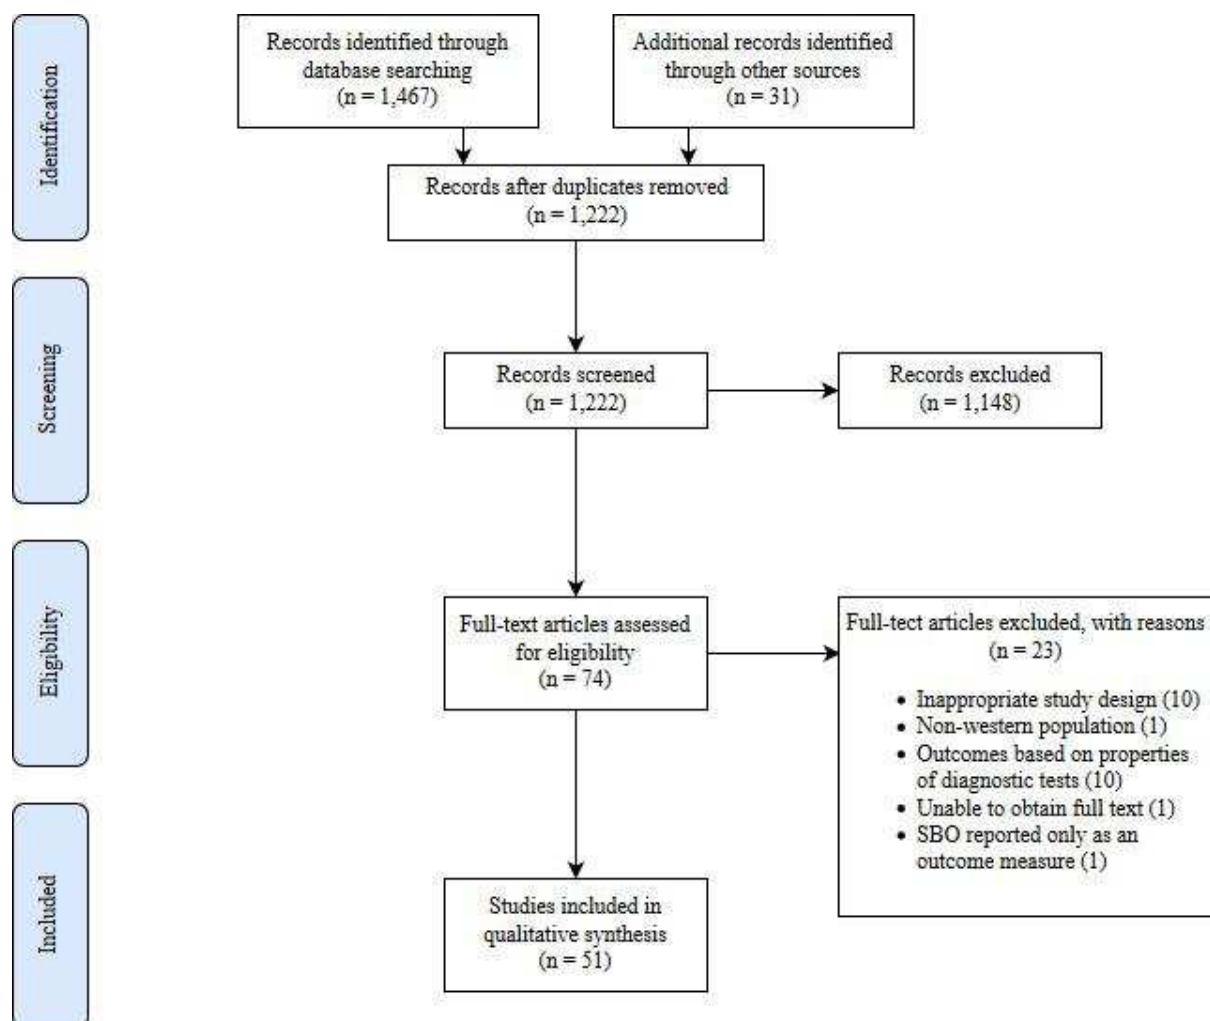 Identification
Records identified through
database searching
(n = 1,467)
Additional records identified
through other sources
(n = 31)
Records after duplicates removed
(n = 1,222)
Screening
Records screened
(n = 1,222)
Records excluded
(n = 1,148)
Eligibility
Full-text articles assessed
for eligibility
(n = 74)
Full-tect articles excluded, with reasons
(n = 23)
• Inappropriate study design (10)
• Non-western population (1)
• Outcomes based on properties
of diagnostic tests (10)
• Unable to obtain full text (1)
• SBO reported only as an
outcome measure (1)
Included
Studies included in
qualitative synthesis
(n = 51)